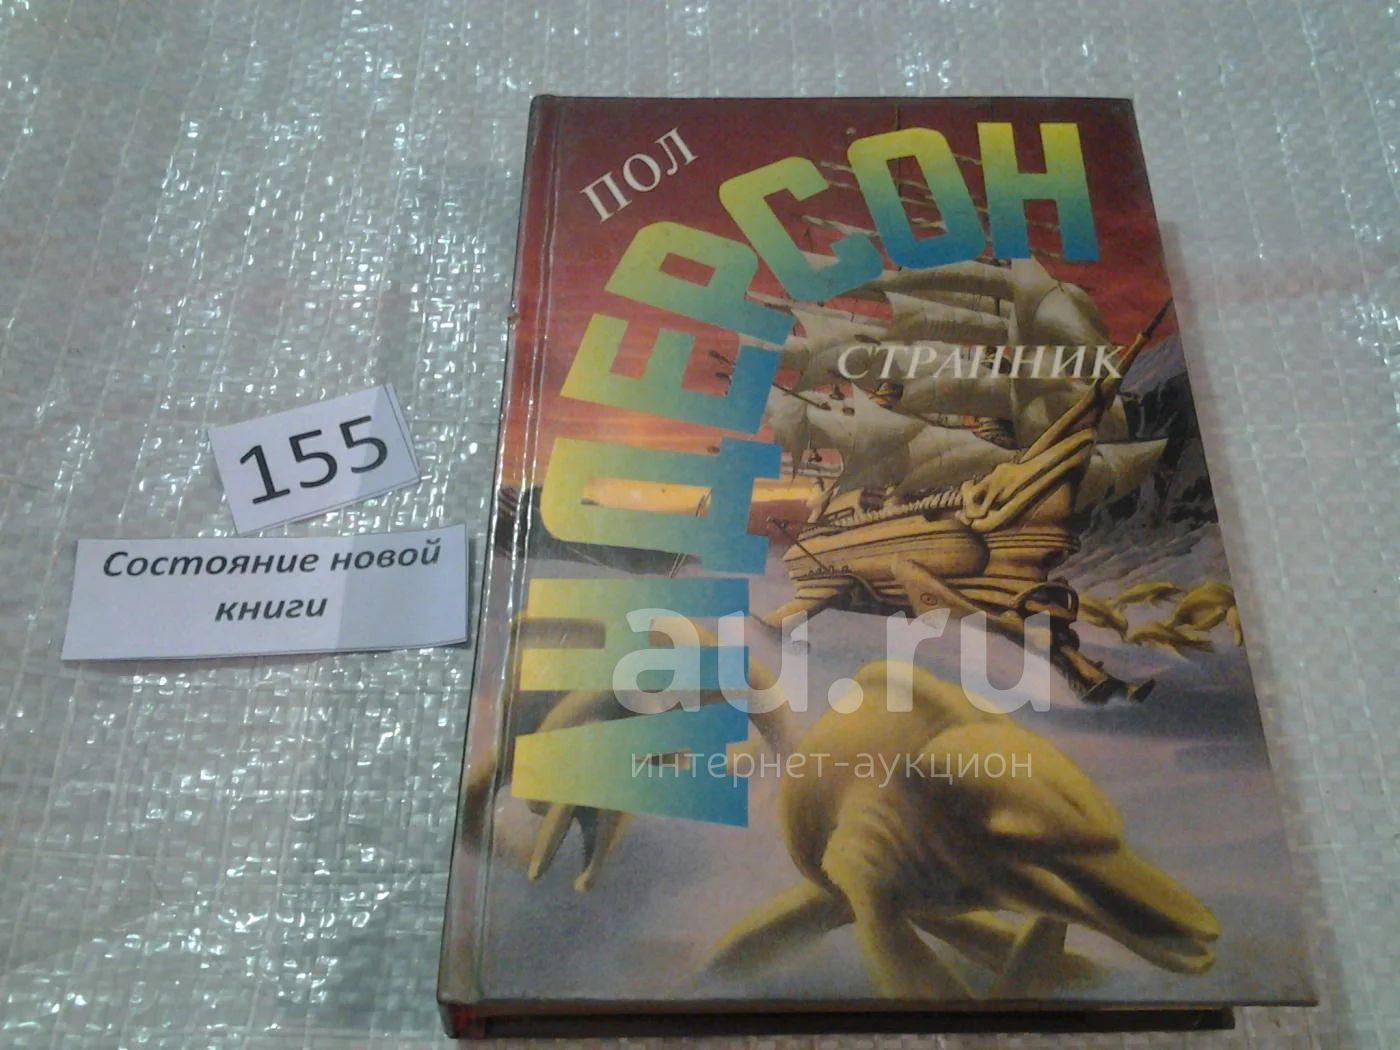 ПОЛ
АНДЕРСОН
СТРАННИК
155
Состояние новой
книги
au.ru
интернет-аукцион